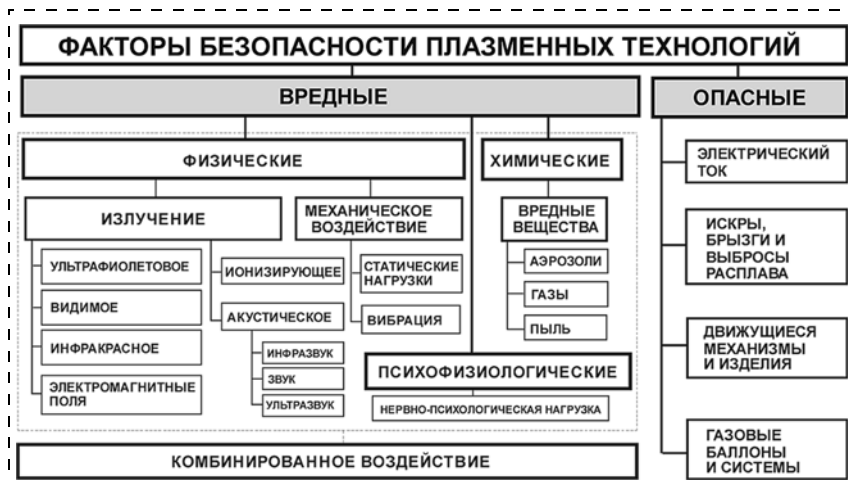 ФАКТОРЫ БЕЗОПАСНОСТИ ПЛАЗМЕННЫХ ТЕХНОЛОГИЙ
ВРЕДНЫЕ
ФИЗИЧЕСКИЕ
ИЗЛУЧЕНИЕ
УЛЬТРАФИОЛЕТОВОЕ
ВИДИМОЕ
ИНФРАКРАСНОЕ
ЭЛЕКТРОМАГНИТНЫЕ
ПОЛЯ
ИОНИЗИРУЮЩЕЕ
АКУСТИЧЕСКОЕ
ИНФРАЗВУК
ЗВУК
УЛЬТРАЗВУК
МЕХАНИЧЕСКОЕ
ВОЗДЕЙСТВИЕ
СТАТИЧЕСКИЕ
НАГРУЗКИ
ВИБРАЦИЯ
ХИМИЧЕСКИЕ
ВРЕДНЫЕ
ВЕЩЕСТВА
АЭРОЗОЛИ
ГАЗЫ
ПЫЛЬ
ПСИХОФИЗИОЛОГИЧЕСКИЕ
НЕРВНО-ПСИХОЛОГИЧЕСКАЯ НАГРУЗКА
КОМБИНИРОВАННОЕ ВОЗДЕЙСТВИЕ
ОПАСНЫЕ
ЭЛЕКТРИЧЕСКИЙ
ТОК
ИСКРЫ,
БРЫЗГИ И
ВЫБРОСЫ
РАСПЛАВА
ДВИЖУЩИЕСЯ
МЕХАНИЗМЫ
И ИЗДЕЛИЯ
ГАЗОВЫЕ
БАЛЛОНЫ
И СИСТЕМЫ